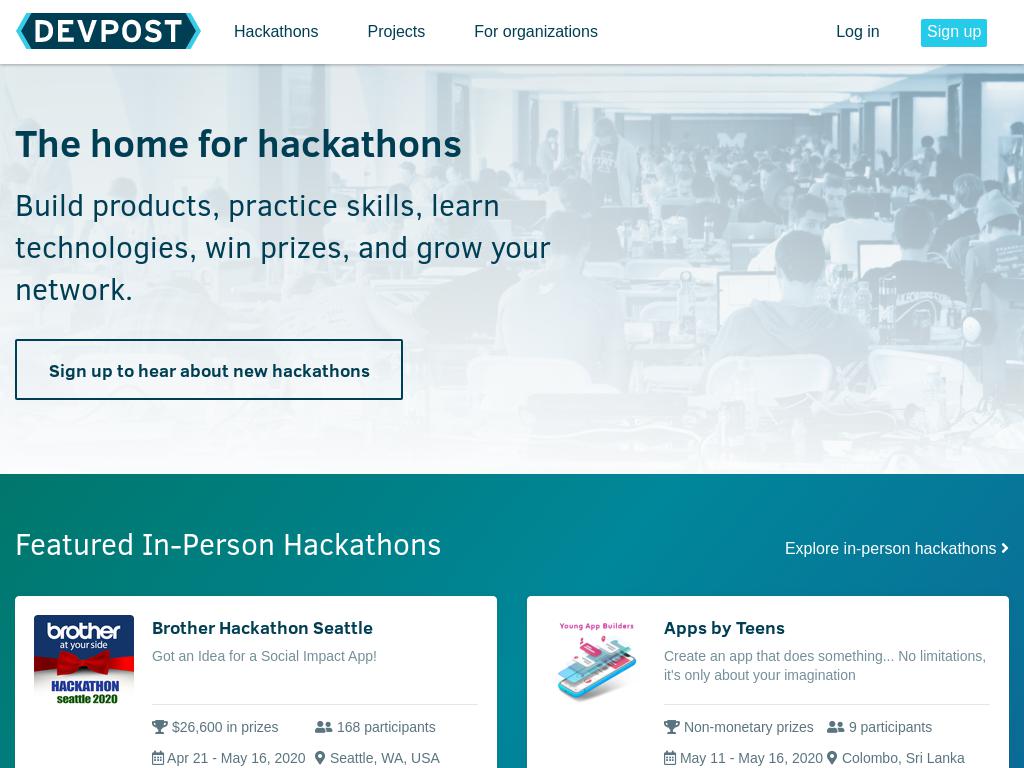 DEVPOST
Hackathons
Projects
For organizations
Log in
Sign up
The home for hackathons
Build products, practice skills, learn
technologies, win prizes, and grow your
network.
Sign up to hear about new hackathons
Featured In-Person Hackathons
Explore in-person hackathons
brother
at your side
HACKATHON
seattle 2020
Brother Hackathon Seattle
Got an Idea for a Social Impact App!
$26,600 in prizes
168 participants
Apr 21 - May 16, 2020
Seattle, WA, USA
Young App Builders
Apps by Teens
Create an app that does something... No limitations,
it's only about your imagination
Non-monetary prizes
9 participants
May 11 - May 16, 2020
Colombo, Sri Lanka